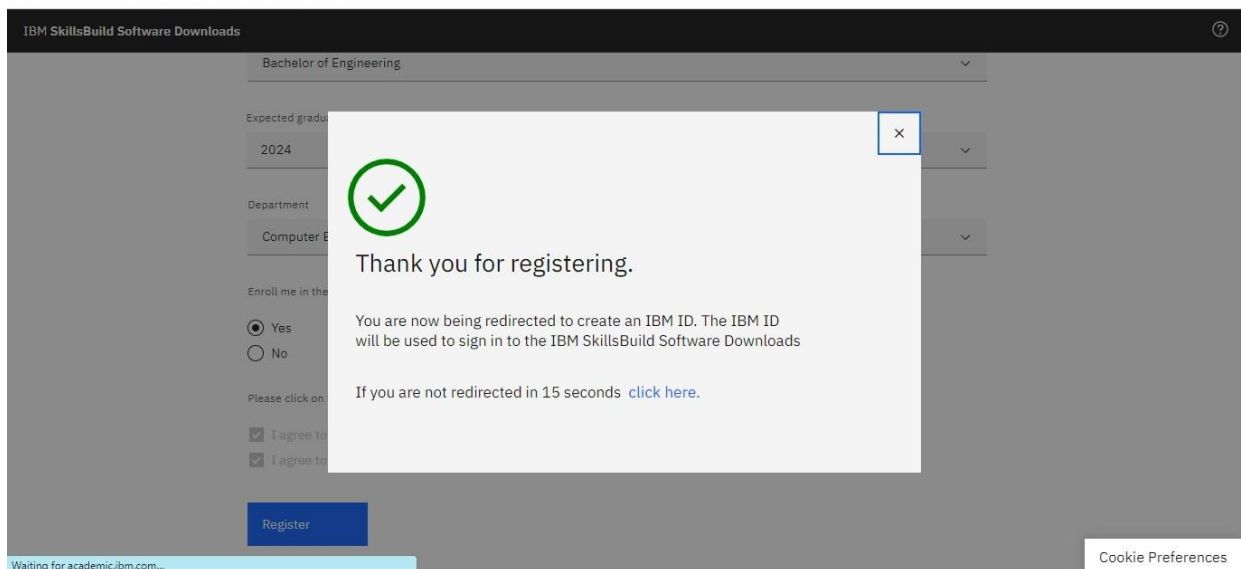 IBM SkillsBuild Software Downloads
Bachelor of Engineering
Expected gradu
2024
Department
Computer E
Enroll me in the
Yes
No
Please click on
I agree to
I agree to
Register
Thank you for registering.
You are now being redirected to create an IBM ID. The IBM ID
will be used to sign in to the IBM SkillsBuild Software Downloads
If you are not redirected in 15 seconds click here.
Waiting for academic.ibm.com...
Cookie Preferences